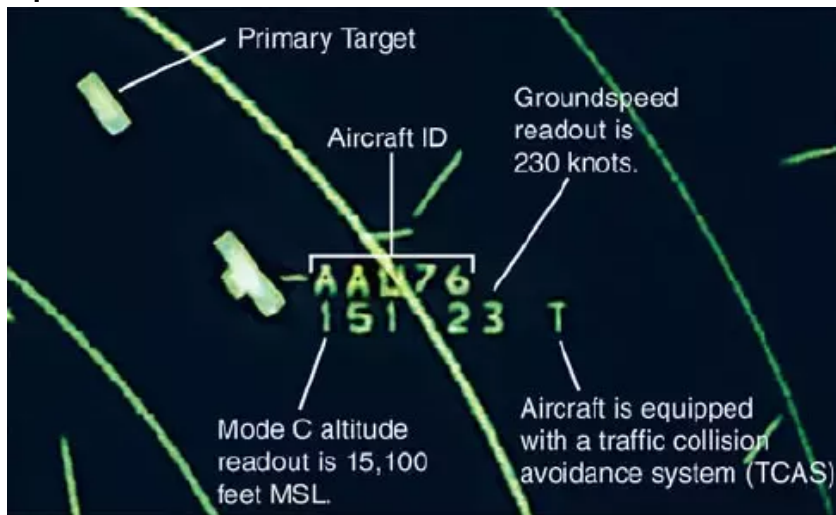 Primary Target
Groundspeed
readout is
230 knots.
Aircraft ID
AAL76
151 23 T
Mode C altitude
readout is 15,100
feet MSL.
Aircraft is equipped
with a traffic collision
avoidance system (TCAS)